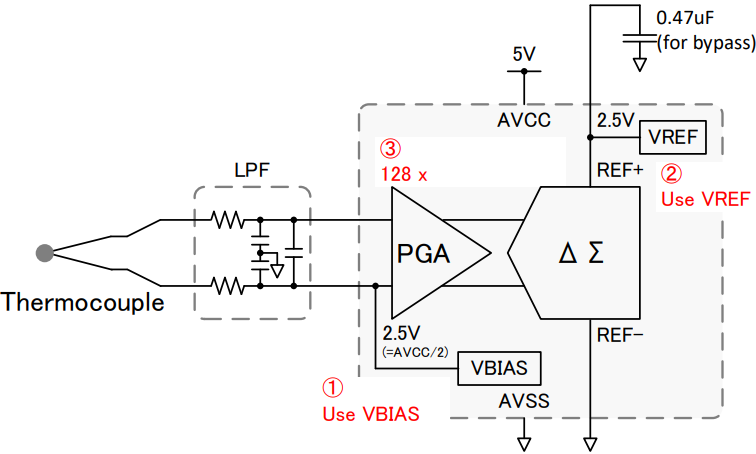 0.47uF
(for bypass)
5V
AVCC
2.5V
VREF
③
128 x
REF+
②
Use VREF
LPF
PGA
Δ Σ
Thermocouple
2.5V
(=AVCC/2)
REF-
VBIAS
①
Use VBIAS
AVSS